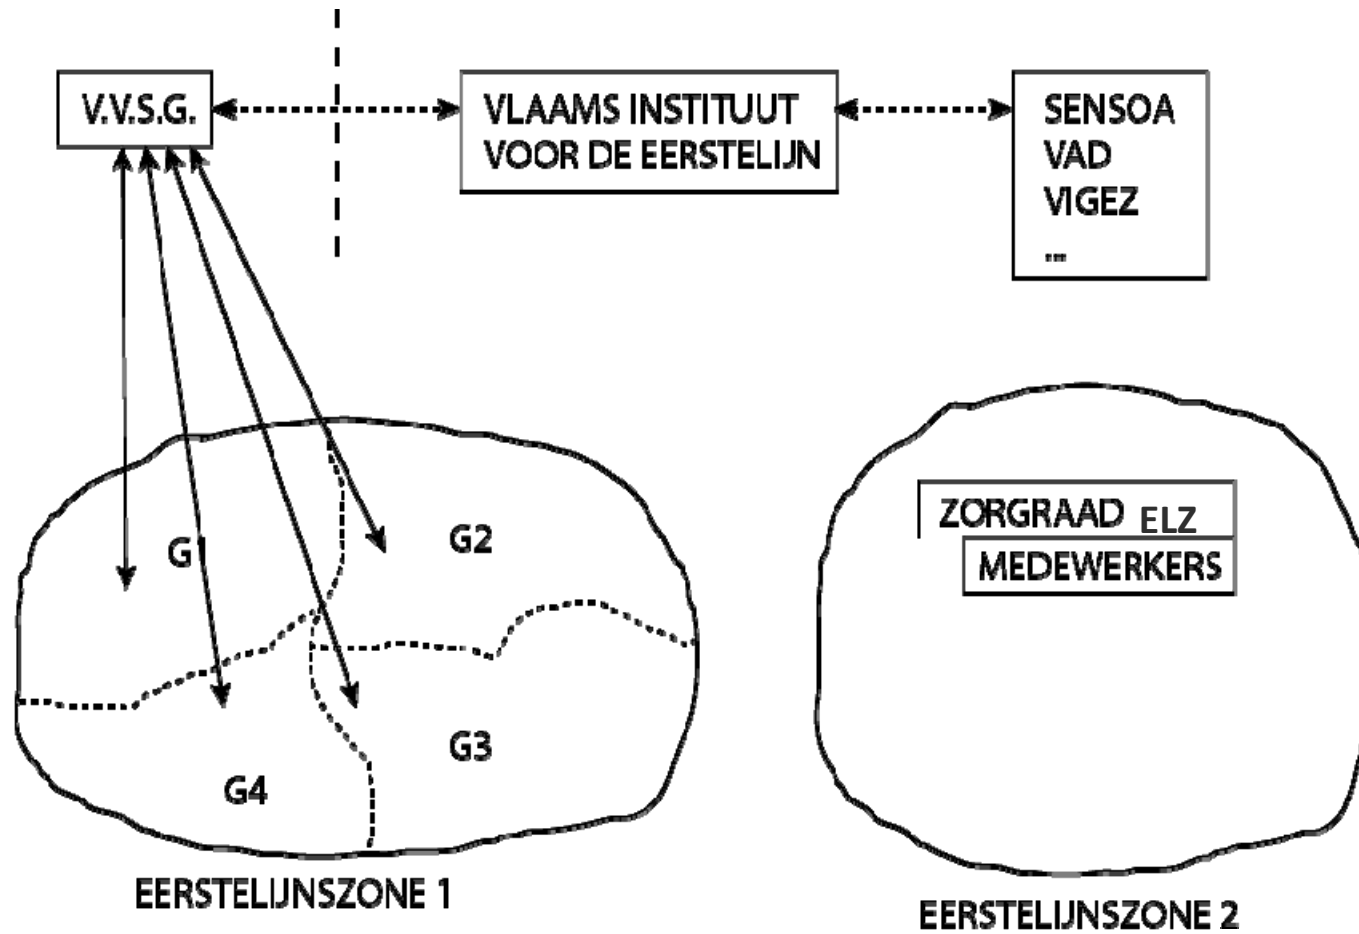 V.V.S.G.
VLAAMS INSTITUUT
VOOR DE EERSTELIJN
SENSOA
VAD
VIGEZ
...
G1
G2
G3
G4
EERSTELIJNSZONE 1
ZORGRAAD ELZ
MEDEWERKERS
EERSTELIJNSZONE 2